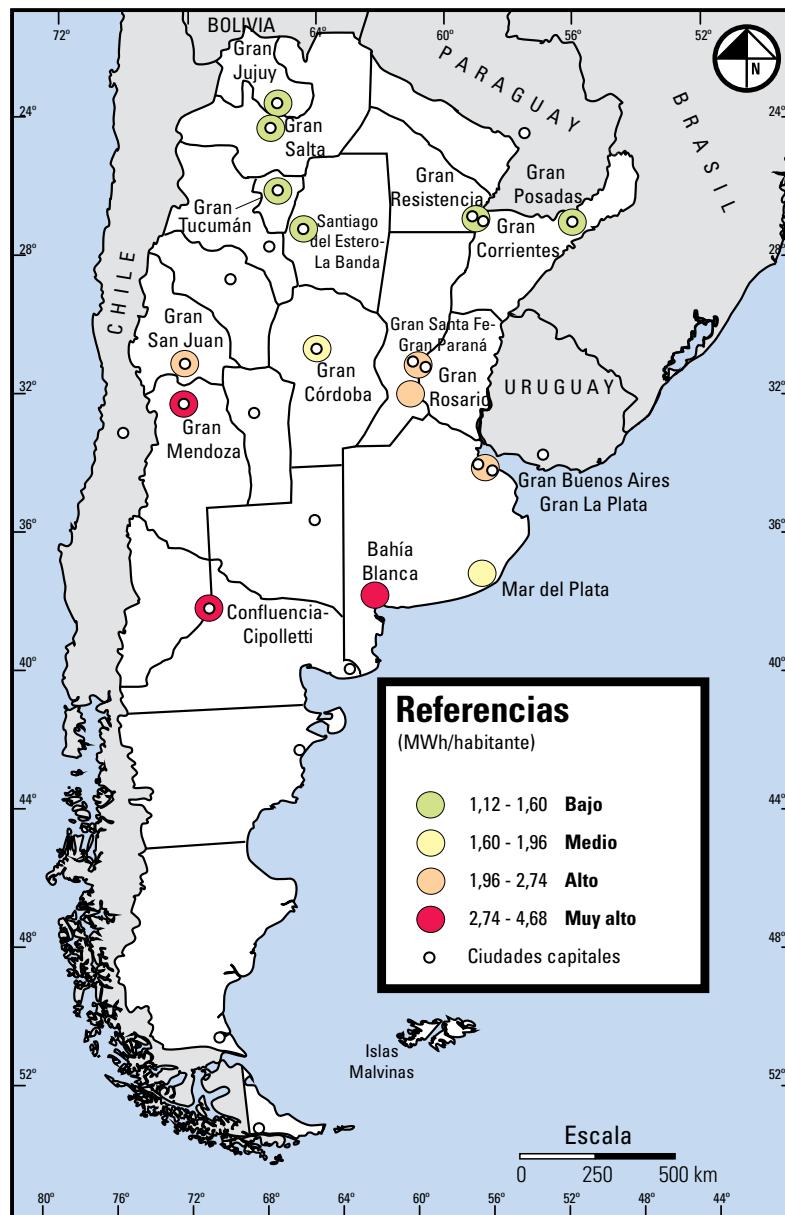 72°
64°
60°
56°
52°
BOLIVIA
Gran
Jujuy
PARAGUAY
N
24°
24°
BRASIL
Gran
Salta
Gran
Resistencia
Gran
Posadas
Gran
Tucumán
Santiago
del Estero-
La Banda
Gran
Corrientes
28°
28°
CHILE
Gran
San Juan
Gran Santa Fe-
Gran Paraná
Gran
Córdoba
Gran
Rosario
URUGUAY
32°
32°
Gran
Mendoza
Gran Buenos Aires
Gran La Plata
36°
36°
Bahía
Blanca
Mar del Plata
Confluencia-
Cipolletti
40°
40°
Referencias
(MWh/habitante)
1,12 - 1,60 Bajo
1,60 - 1,96 Medio
1,96 - 2,74 Alto
2,74 - 4,68 Muy alto
Ciudades capitales
44°
44°
48°
48°
Islas
Malvinas
52°
52°
Escala
0 250 500 km
80° 76° 72° 68° 64° 60° 56° 52° 48° 44°